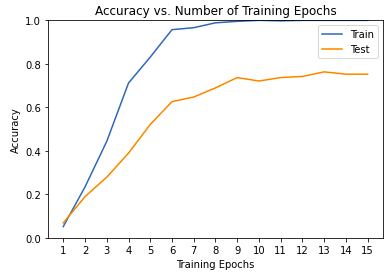 Accuracy vs. Number of Training Epochs
Train
Test
Accuracy
1.0
0.8
0.6
0.4
0.2
0.0
1 2 3 4 5 6 7 8 9 10 11 12 13 14 15
Training Epochs